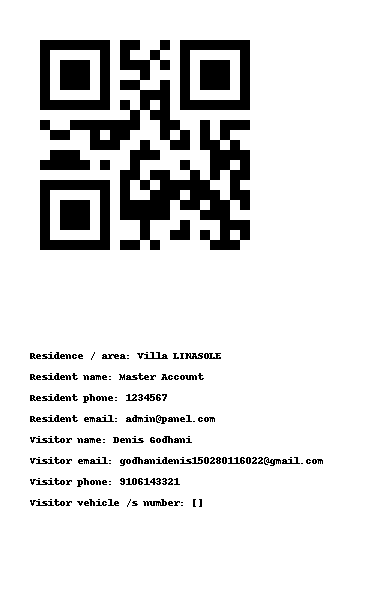 Residence / area: Villa LINASOLE
Resident name: Master Account
Resident phone: 1234567
Resident email: admin@panel.com
Visitor name: Denis Godhani
Visitor email: godhanidenis150280116022@gmail.com
Visitor phone: 9106143321
Visitor vehicle /s number: []